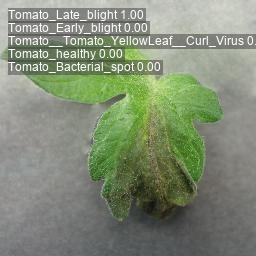 Tomato_Late_blight 1.00
Tomato_Early_blight 0.00
Tomato__Tomato_YellowLeaf__Curl_Virus 0.
Tomato_healthy 0.00
Tomato_Bacterial_spot 0.00